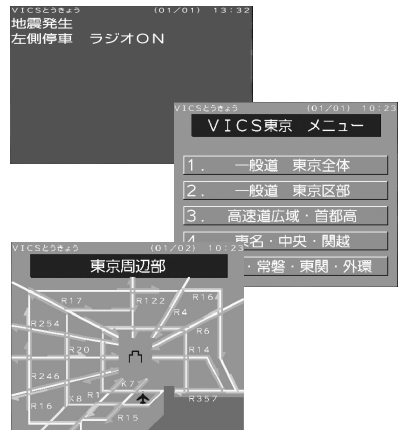 VICSとうきょう (01/01) 13:32
地震発生
左側停車 ラジオON
VICSとうきょう (01/01) 10:23
VICS東京 メニュー
1. 一般道 東京全体
2. 一般道 東京区部
3. 高速道広域・首都高
4. 東名・中央・関越
・常磐・東関・外環
VICSとうきょう (01/02) 10:23
東京周辺部
R17
R122
R164
R4
R254
R6
R20
R14
R246
K7
R16
K8
R1
R357
R15